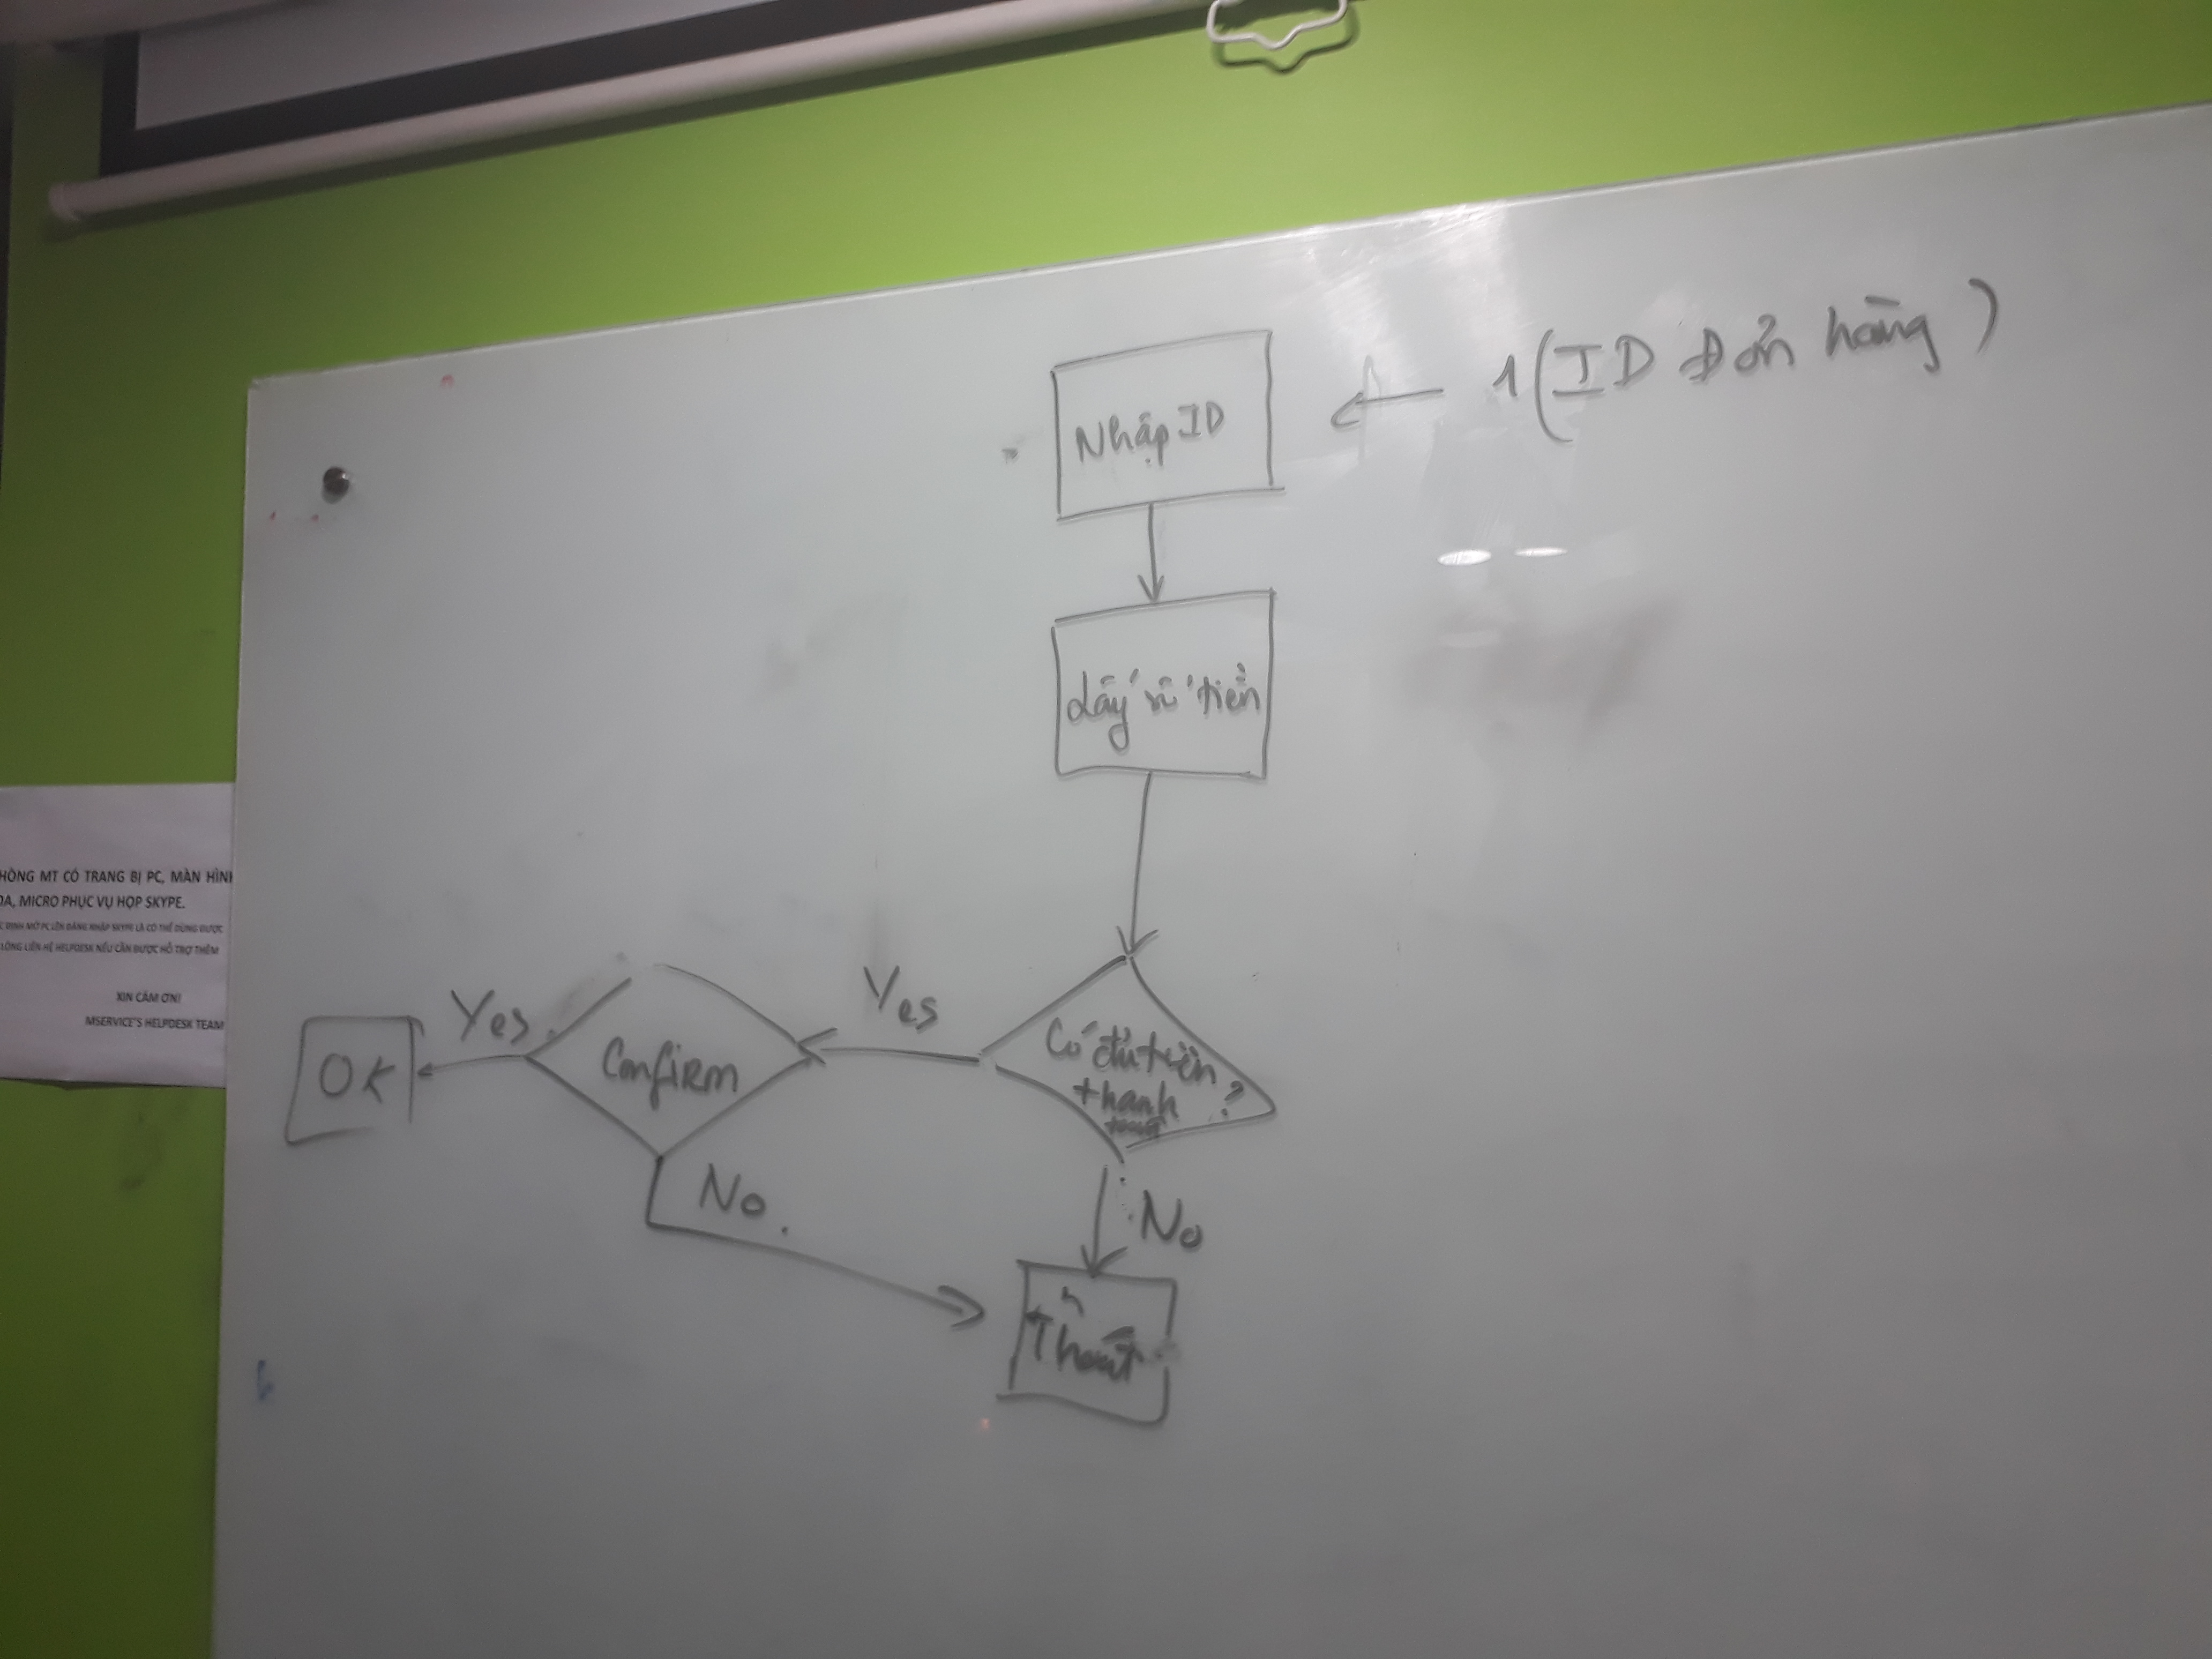 Nhập ID
← 1 (ID Đơn hàng)
Lấy số tiền
Có đủ tiền
thanh
toán ?
Yes
Confirm
Yes
OK
No
No
Thoát
HÒNG MT CÓ TRANG BỊ PC, MÀN HÌNH
OA, MICRO PHỤC VỤ HỌP SKYPE.
ĐỊNH MỞ PC LÊN ĐĂNG NHẬP SKYPE LÀ CÓ THỂ DÙNG ĐƯỢC
LÒNG LIÊN HỆ HELPDESK NẾU CẦN ĐƯỢC HỖ TRỢ THÊM
XIN CẢM ƠN!
MSERVICE'S HELPDESK TEAM